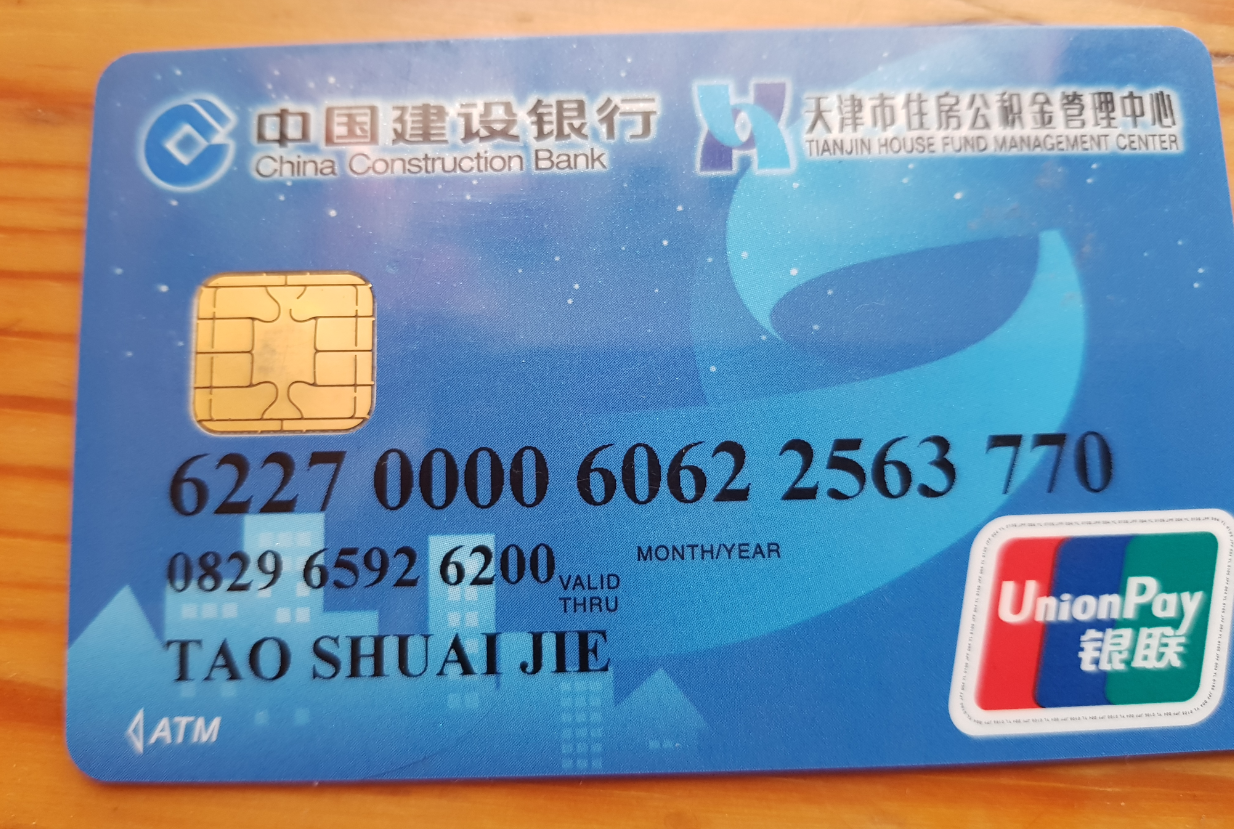 中国建设银行
China Construction Bank
天津市住房公积金管理中心
TIANJIN HOUSE FUND MANAGEMENT CENTER
6227 0000 6062 2563 770
0829 6592 6200
MONTH/YEAR
VALID
THRU
TAO SHUAI JIE
ATM
UnionPay
银联